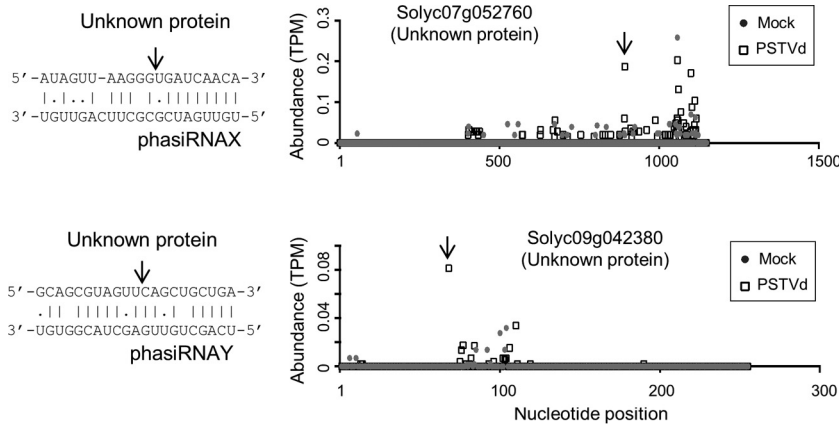 Unknown protein
5′-AUAGUU-AAGGGUGAUCAACA-3′
|.|..| ||| |.|||||||||
3′-UGUUGACUUCGCGCUAGUUGU-5′
phasiRNAX
Solyc07g052760
(Unknown protein)
Abundance (TPM)
0.3
0.2
0.1
0
1
500
1000
1500
Mock
PSTVd
Unknown protein
5′-GCAGCGUAGUUCAGCUGCUGA-3′
.|| ||||||.|||.| |||||
3′-UGUGGCAUCGAGUUGUCGACU-5′
phasiRNAY
Solyc09g042380
(Unknown protein)
Abundance (TPM)
0.08
0.04
0
1
100
200
300
Nucleotide position
Mock
PSTVd